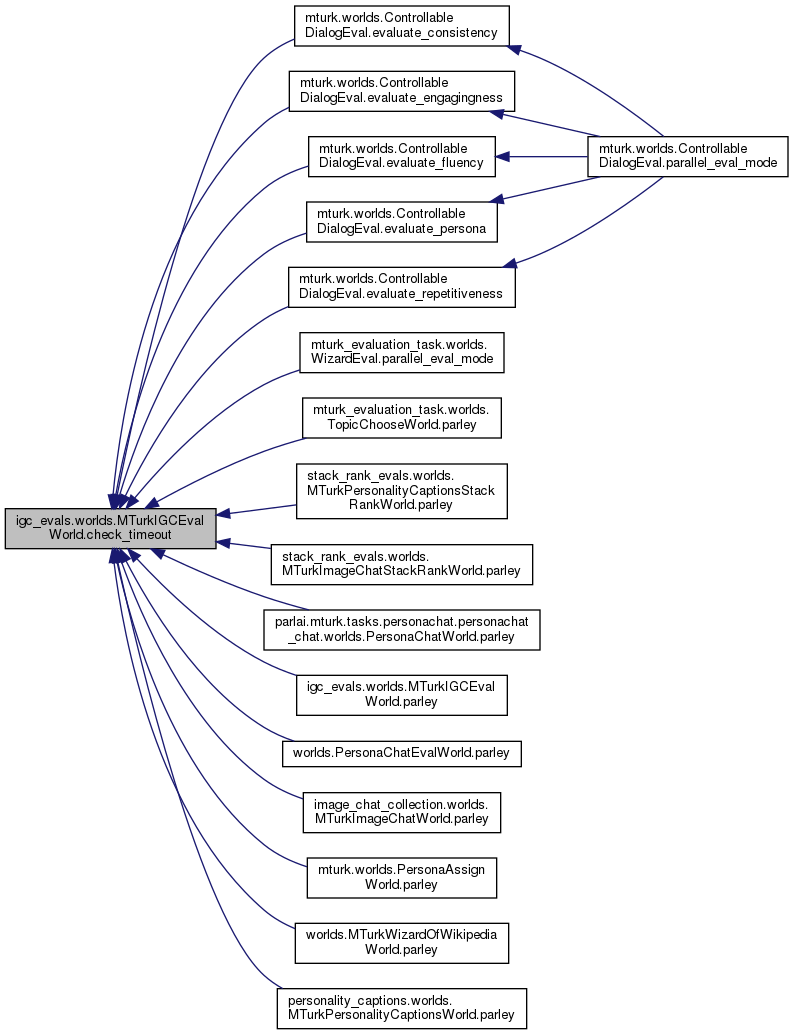 mturk.worlds.Controllable
DialogEval.evaluate_consistency
mturk.worlds.Controllable
DialogEval.evaluate_engagingness
mturk.worlds.Controllable
DialogEval.evaluate_fluency
mturk.worlds.Controllable
DialogEval.parallel_eval_mode
mturk.worlds.Controllable
DialogEval.evaluate_persona
mturk.worlds.Controllable
DialogEval.evaluate_repetitiveness
mturk_evaluation_task.worlds.
WizardEval.parallel_eval_mode
mturk_evaluation_task.worlds.
TopicChooseWorld.parley
stack_rank_evals.worlds.
MTurkPersonalityCaptionsStack
RankWorld.parley
igc_evals.worlds.MTurkIGCEval
World.check_timeout
stack_rank_evals.worlds.
MTurkImageChatStackRankWorld.parley
parlai.mturk.tasks.personachat.personachat
_chat.worlds.PersonaChatWorld.parley
igc_evals.worlds.MTurkIGCEval
World.parley
worlds.PersonaChatEvalWorld.parley
image_chat_collection.worlds.
MTurkImageChatWorld.parley
mturk.worlds.PersonaAssign
World.parley
worlds.MTurkWizardOfWikipedia
World.parley
personality_captions.worlds.
MTurkPersonalityCaptionsWorld.parley